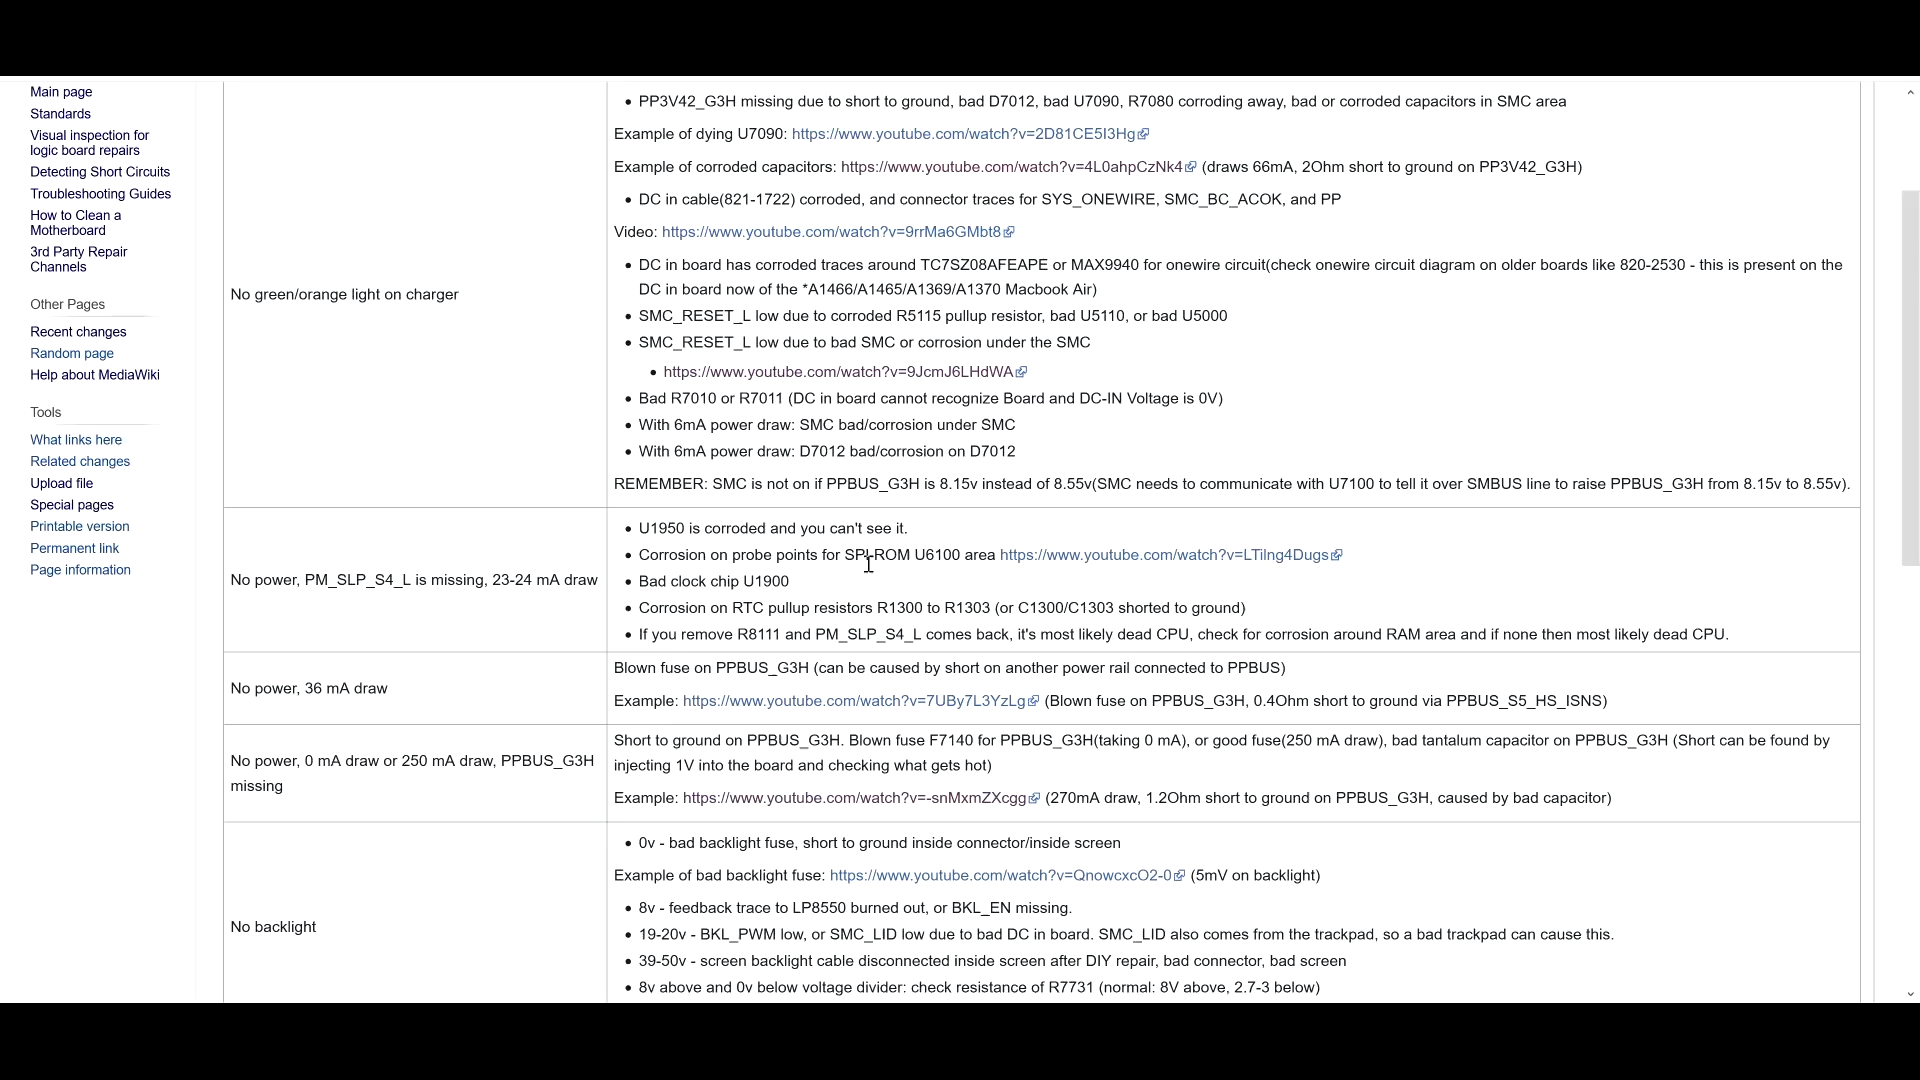 Main page
Standards
Visual inspection for
logic board repairs
Detecting Short Circuits
Troubleshooting Guides
How to Clean a
Motherboard
3rd Party Repair
Channels
Other Pages
Recent changes
Random page
Help about MediaWiki
Tools
What links here
Related changes
Upload file
Special pages
Printable version
Permanent link
Page information
No green/orange light on charger
PP3V42_G3H missing due to short to ground, bad D7012, bad U7090, R7080 corroding away, bad or corroded capacitors in SMC area
Example of dying U7090: https://www.youtube.com/watch?v=2D81CE5I3Hg
Example of corroded capacitors: https://www.youtube.com/watch?v=4L0ahpCzNk4 (draws 66mA, 2Ohm short to ground on PP3V42_G3H)
DC in cable(821-1722) corroded, and connector traces for SYS_ONEWIRE, SMC_BC_ACOK, and PP
Video: https://www.youtube.com/watch?v=9rrMa6GMbt8
DC in board has corroded traces around TC7SZ08AFEAPE or MAX9940 for onewire circuit(check onewire circuit diagram on older boards like 820-2530 - this is present on the
DC in board now of the *A1466/A1465/A1369/A1370 Macbook Air)
SMC_RESET_L low due to corroded R5115 pullup resistor, bad U5110, or bad U5000
SMC_RESET_L low due to bad SMC or corrosion under the SMC
https://www.youtube.com/watch?v=9JcmJ6LHdWA
Bad R7010 or R7011 (DC in board cannot recognize Board and DC-IN Voltage is 0V)
With 6mA power draw: SMC bad/corrosion under SMC
With 6mA power draw: D7012 bad/corrosion on D7012
REMEMBER: SMC is not on if PPBUS_G3H is 8.15v instead of 8.55v(SMC needs to communicate with U7100 to tell it over SMBUS line to raise PPBUS_G3H from 8.15v to 8.55v).
No power, PM_SLP_S4_L is missing, 23-24 mA draw
U1950 is corroded and you can't see it.
Corrosion on probe points for SPI ROM U6100 area https://www.youtube.com/watch?v=LTilng4Dugs
Bad clock chip U1900
Corrosion on RTC pullup resistors R1300 to R1303 (or C1300/C1303 shorted to ground)
If you remove R8111 and PM_SLP_S4_L comes back, it's most likely dead CPU, check for corrosion around RAM area and if none then most likely dead CPU.
No power, 36 mA draw
Blown fuse on PPBUS_G3H (can be caused by short on another power rail connected to PPBUS)
Example: https://www.youtube.com/watch?v=7UBy7L3YzLg (Blown fuse on PPBUS_G3H, 0.4Ohm short to ground via PPBUS_S5_HS_ISNS)
No power, 0 mA draw or 250 mA draw, PPBUS_G3H
missing
Short to ground on PPBUS_G3H. Blown fuse F7140 for PPBUS_G3H(taking 0 mA), or good fuse(250 mA draw), bad tantalum capacitor on PPBUS_G3H (Short can be found by
injecting 1V into the board and checking what gets hot)
Example: https://www.youtube.com/watch?v=-snMxmZXcgg (270mA draw, 1.2Ohm short to ground on PPBUS_G3H, caused by bad capacitor)
No backlight
0v - bad backlight fuse, short to ground inside connector/inside screen
Example of bad backlight fuse: https://www.youtube.com/watch?v=QnowcxcO2-0 (5mV on backlight)
8v - feedback trace to LP8550 burned out, or BKL_EN missing.
19-20v - BKL_PWM low, or SMC_LID low due to bad DC in board. SMC_LID also comes from the trackpad, so a bad trackpad can cause this.
39-50v - screen backlight cable disconnected inside screen after DIY repair, bad connector, bad screen
8v above and 0v below voltage divider: check resistance of R7731 (normal: 8V above, 2.7-3 below)